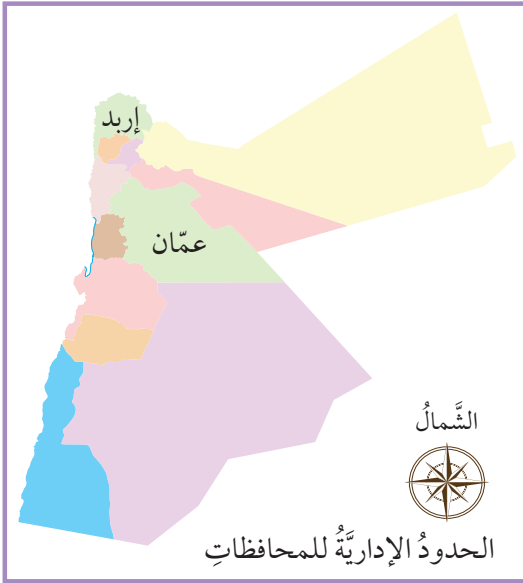 إربد
عمّان
الشَّمالُ
الحدودُ الإداريَّةُ للمحافظاتِ